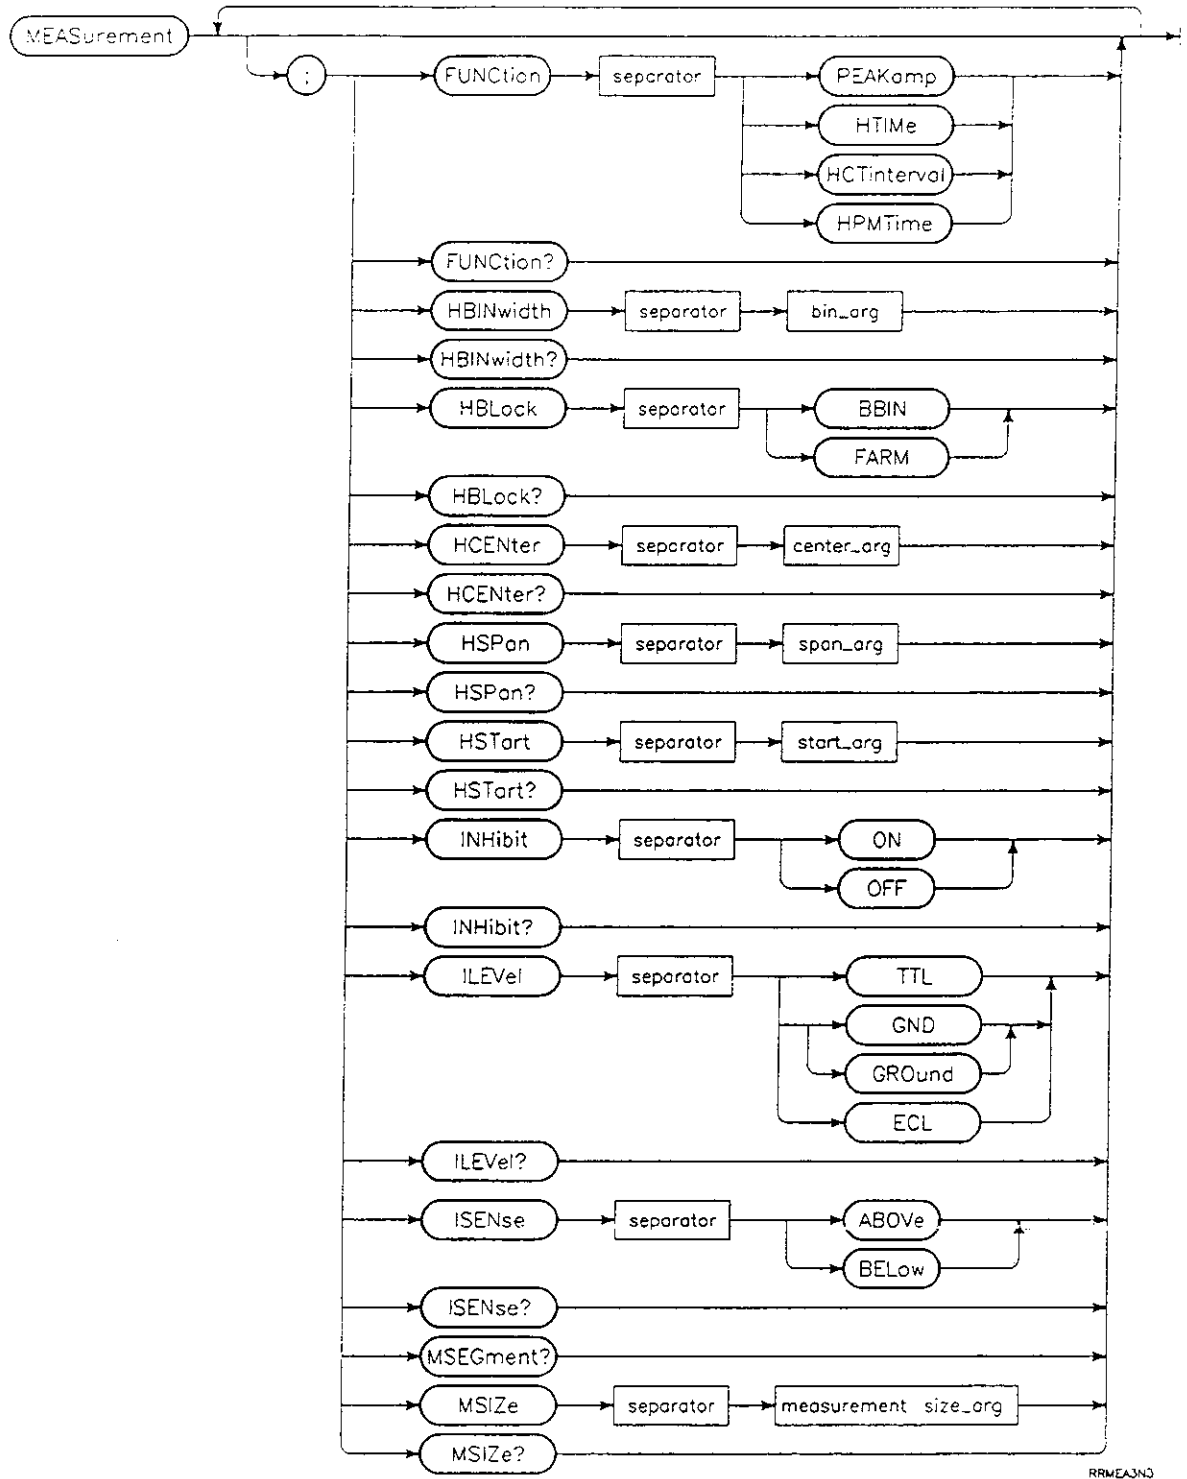 MEASurement
; FUNCtion separator PEAKamp
HTIMe
HCTinterval
HPMTime
FUNCtion?
HBINwidth separator bin_arg
HBINwidth?
HBLock separator BBIN
FARM
HBLock?
HCENter separator center_arg
HCENter?
HSPan separator span_arg
HSPan?
HSTart separator start_arg
HSTart?
INHibit separator ON
OFF
INHibit?
ILEVel separator TTL
GND
GROund
ECL
ILEVel?
ISENse separator ABOVe
BELow
ISENse?
MSEGment?
MSIZe separator measurement size_arg
MSIZe?
RRMEA3N3